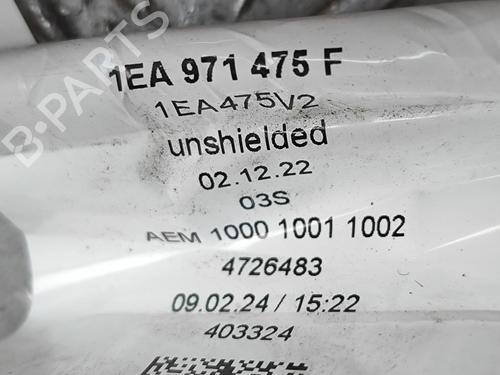 B-PARTS
1EA 971 475 F
1EA475V2
unshielded
02.12.22
03S
AEM 1000 1001 1002
4726483
09.02.24 / 15:22
403324